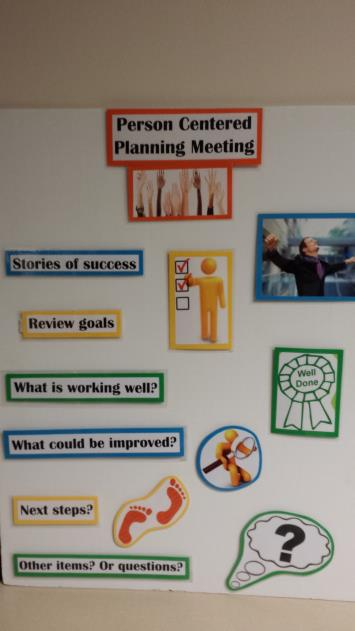 Person Centered
Planning Meeting
Stories of success
Review goals
What is working well?
Well
Done
What could be improved?
Next steps?
?
Other items? Or questions?